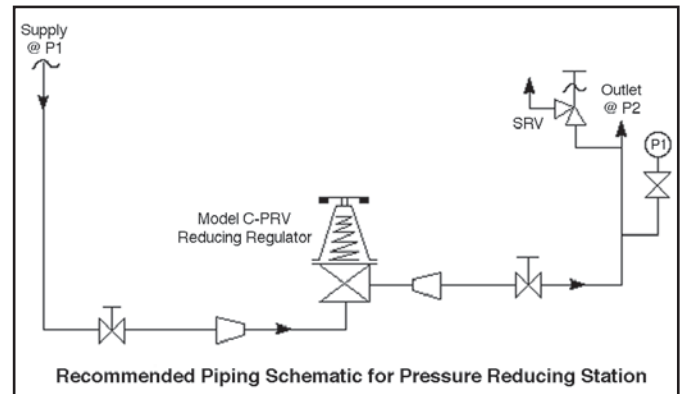 Supply
@ P1
Outlet
@ P2
SRV
P1
Model C-PRV
Reducing Regulator
Recommended Piping Schematic for Pressure Reducing Station